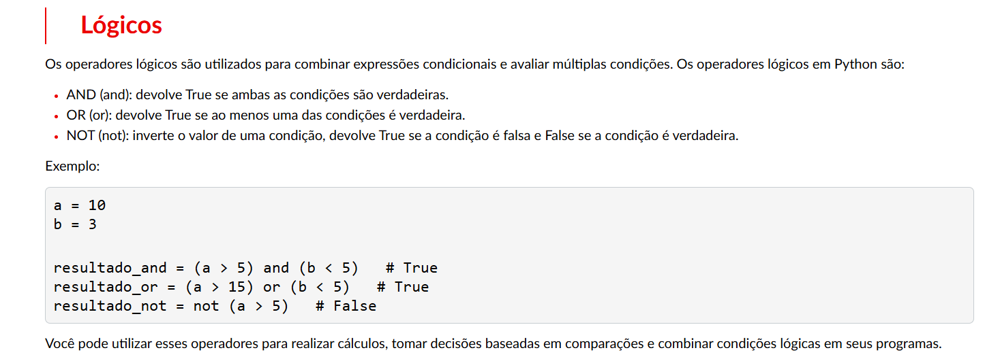 Lógicos
Os operadores lógicos são utilizados para combinar expressões condicionais e avaliar múltiplas condições. Os operadores lógicos em Python são:
• AND (and): devolve True se ambas as condições são verdadeiras.
• OR (or): devolve True se ao menos uma das condições é verdadeira.
• NOT (not): inverte o valor de uma condição, devolve True se a condição é falsa e False se a condição é verdadeira.
Exemplo:
a = 10
b = 3
resultado_and = (a > 5) and (b < 5)   # True
resultado_or = (a > 15) or (b < 5)   # True
resultado_not = not (a > 5)   # False
Você pode utilizar esses operadores para realizar cálculos, tomar decisões baseadas em comparações e combinar condições lógicas em seus programas.